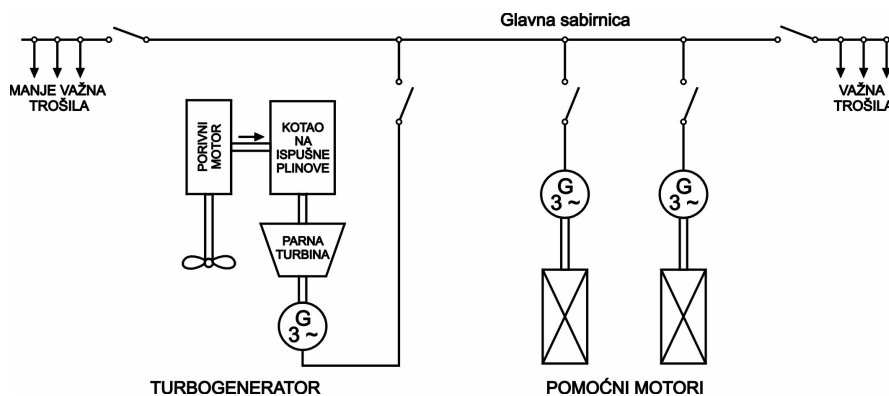 Glavna sabirnica
MANJE VAŽNA
TROŠILA
VAŽNA
TROŠILA
PORIVNI
MOTOR
KOTAO
NA
ISPUŠNE
PLINOVE
PARNA
TURBINA
G
3 ~
G
3 ~
G
3 ~
TURBOGENERATOR
POMOĆNI MOTORI